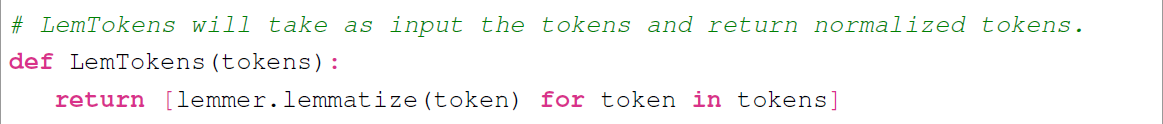 # LemTokens will take as input the tokens and return normalized tokens.
def LemTokens(tokens):
   return [lemmer.lemmatize(token) for token in tokens]